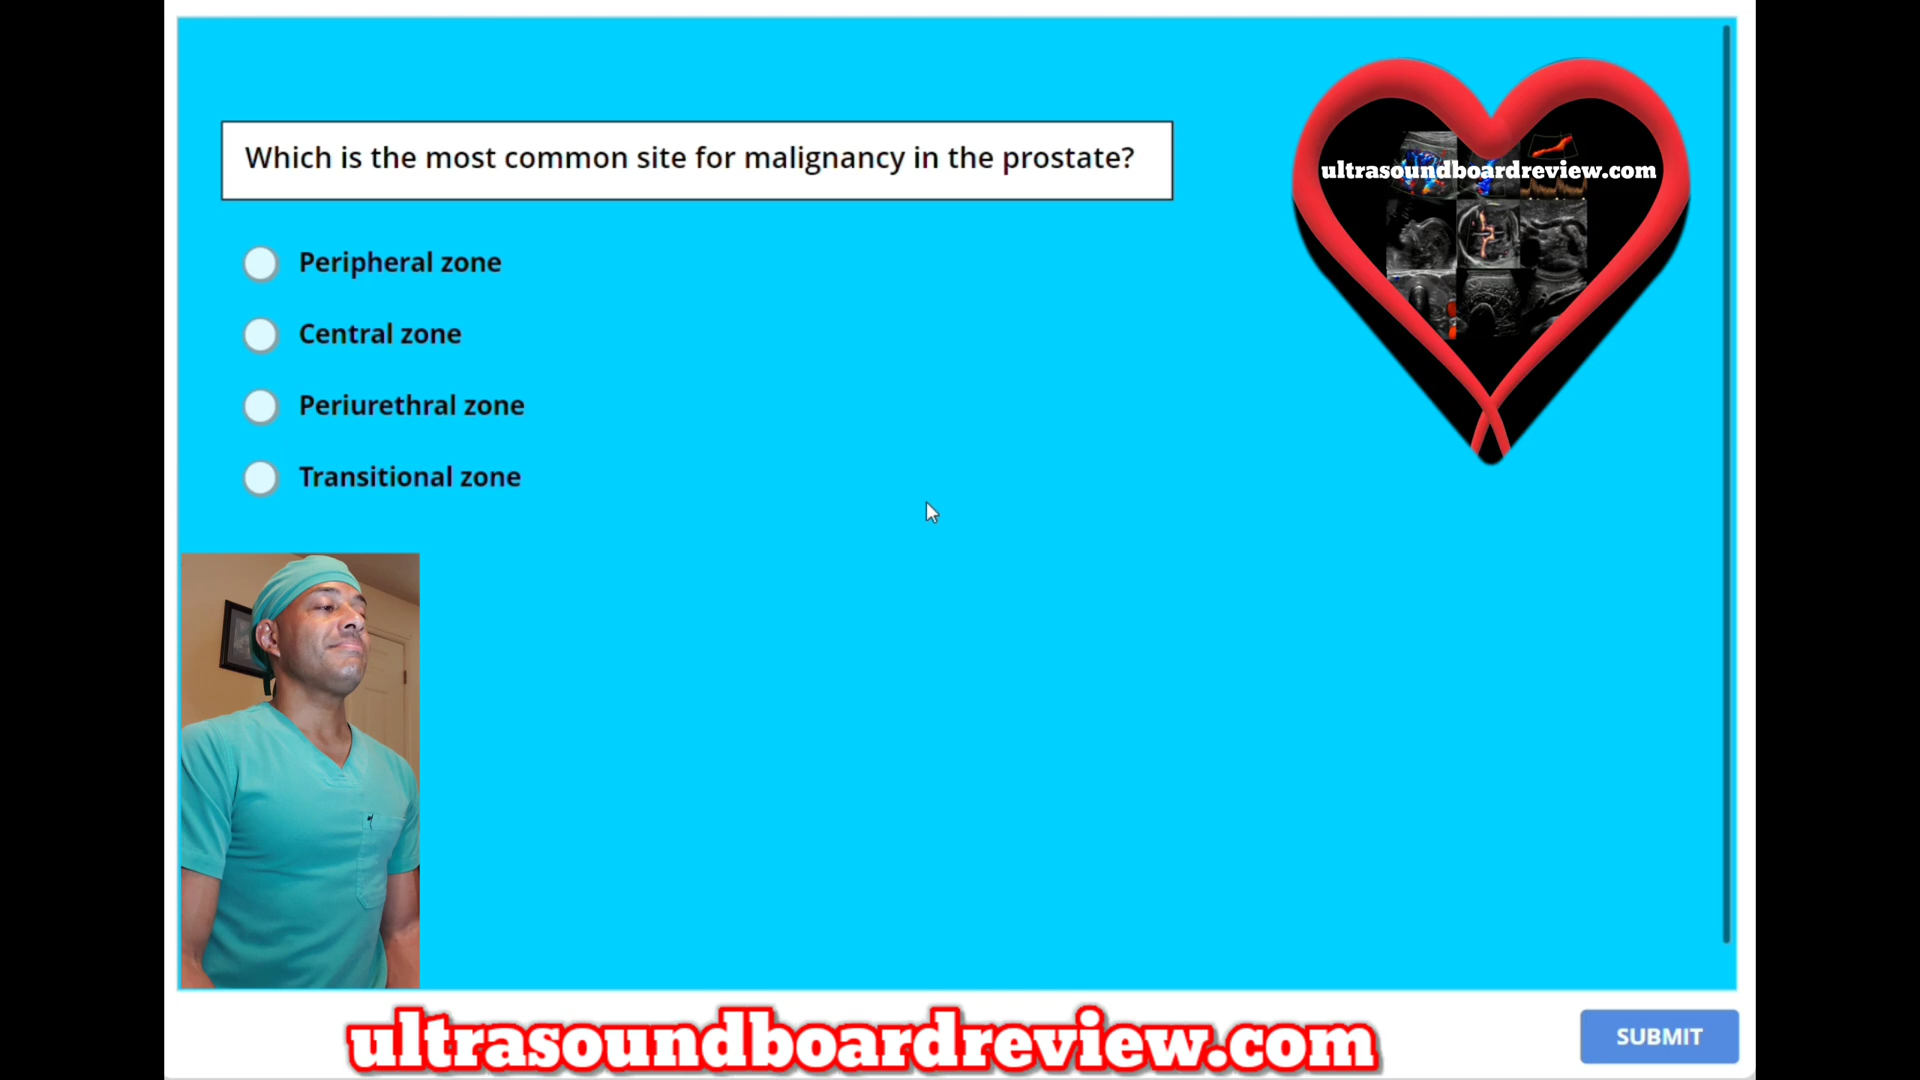 Which is the most common site for malignancy in the prostate?
ultrasoundboardreview.com
Peripheral zone
Central zone
Periurethral zone
Transitional zone
ultrasoundboardreview.com
SUBMIT